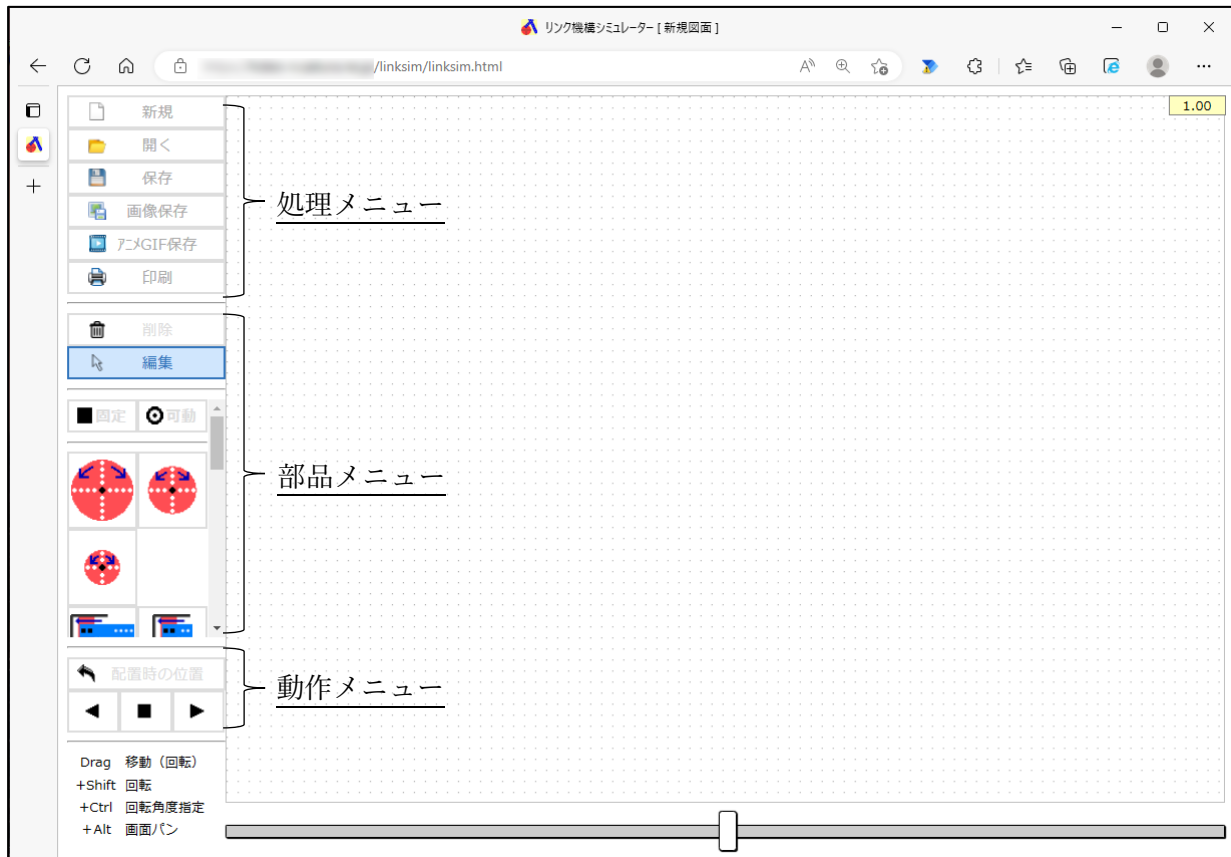 リンク機構シミュレーター [ 新規図面 ]
/linksim/linksim.html
1.00
新規
開く
保存
画像保存
アニメGIF保存
印刷
処理メニュー
削除
編集
固定 可動
部品メニュー
配置時の位置
動作メニュー
Drag 移動（回転）
+Shift 回転
+Ctrl 回転角度指定
+Alt 画面パン